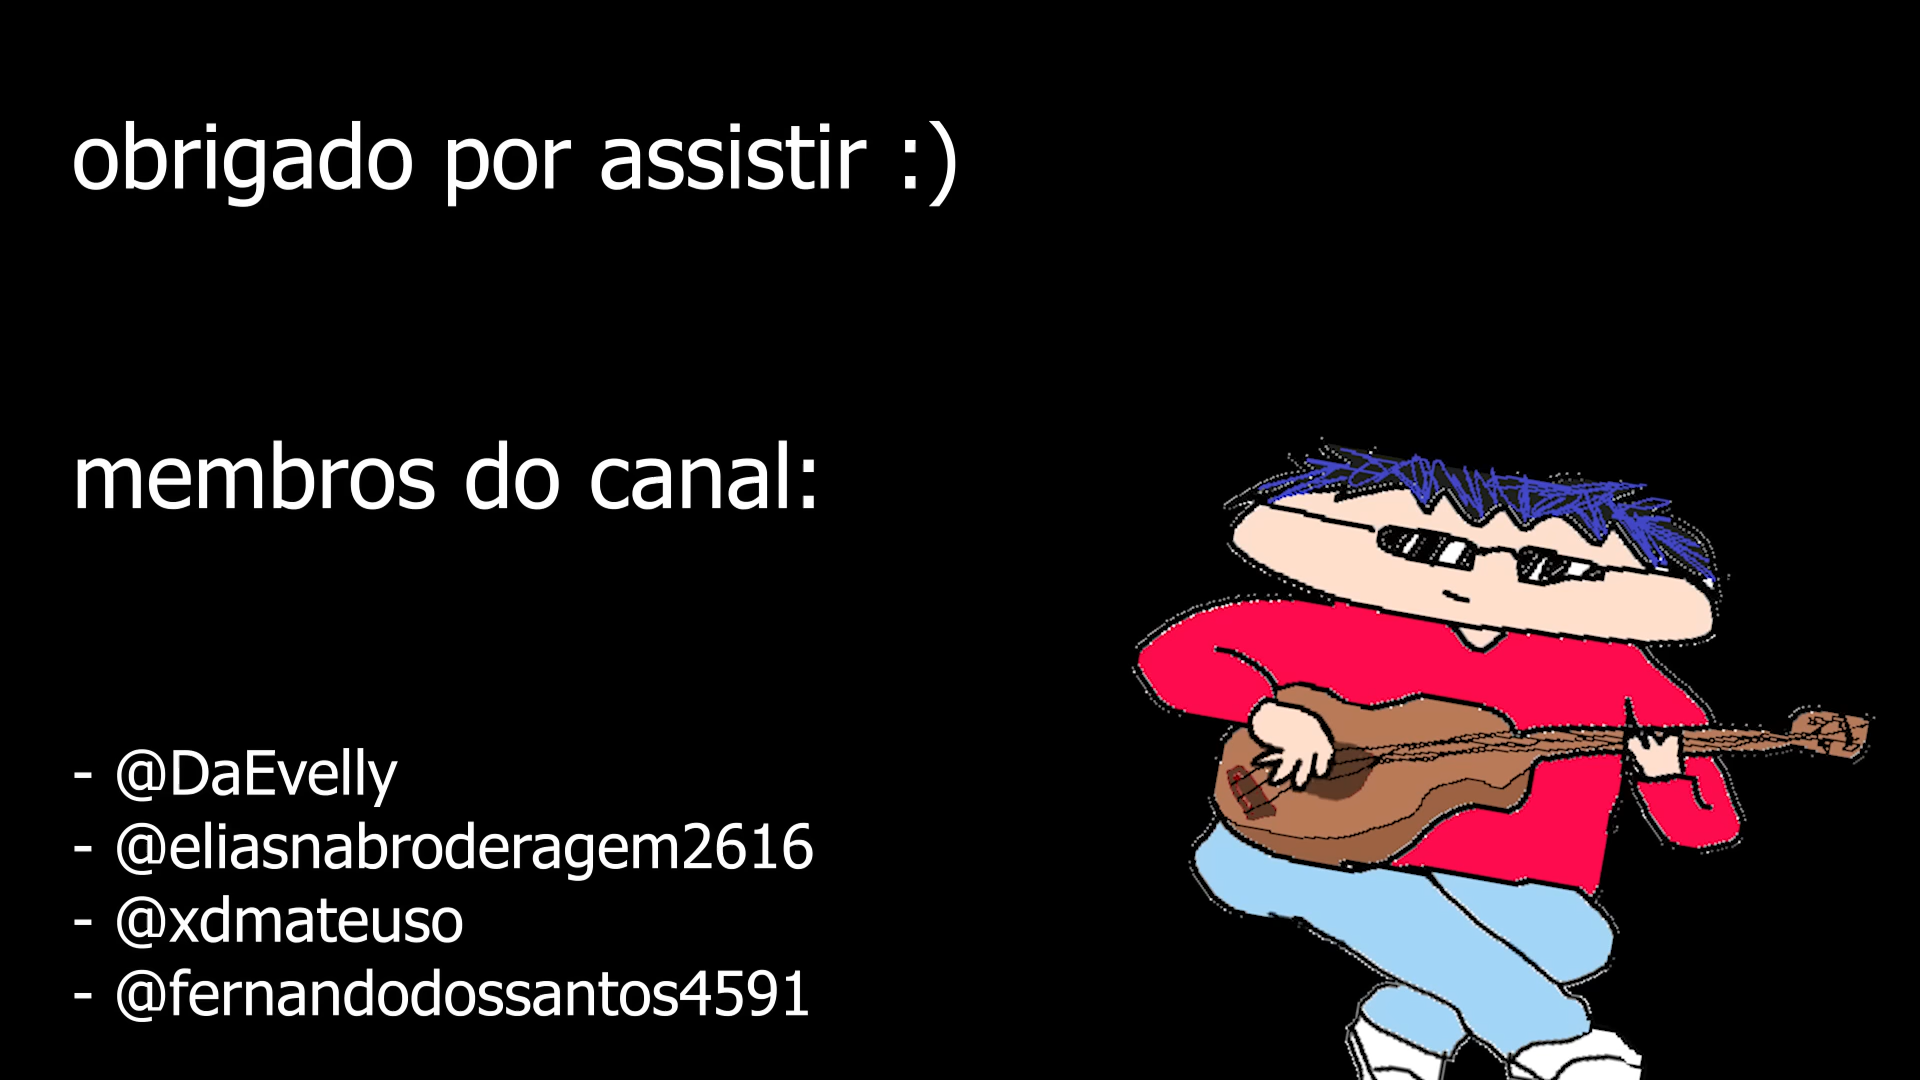 obrigado por assistir :)
membros do canal:
- @DaEvelly
- @eliasnabroderagem2616
- @xdmateuso
- @fernandodossantos4591